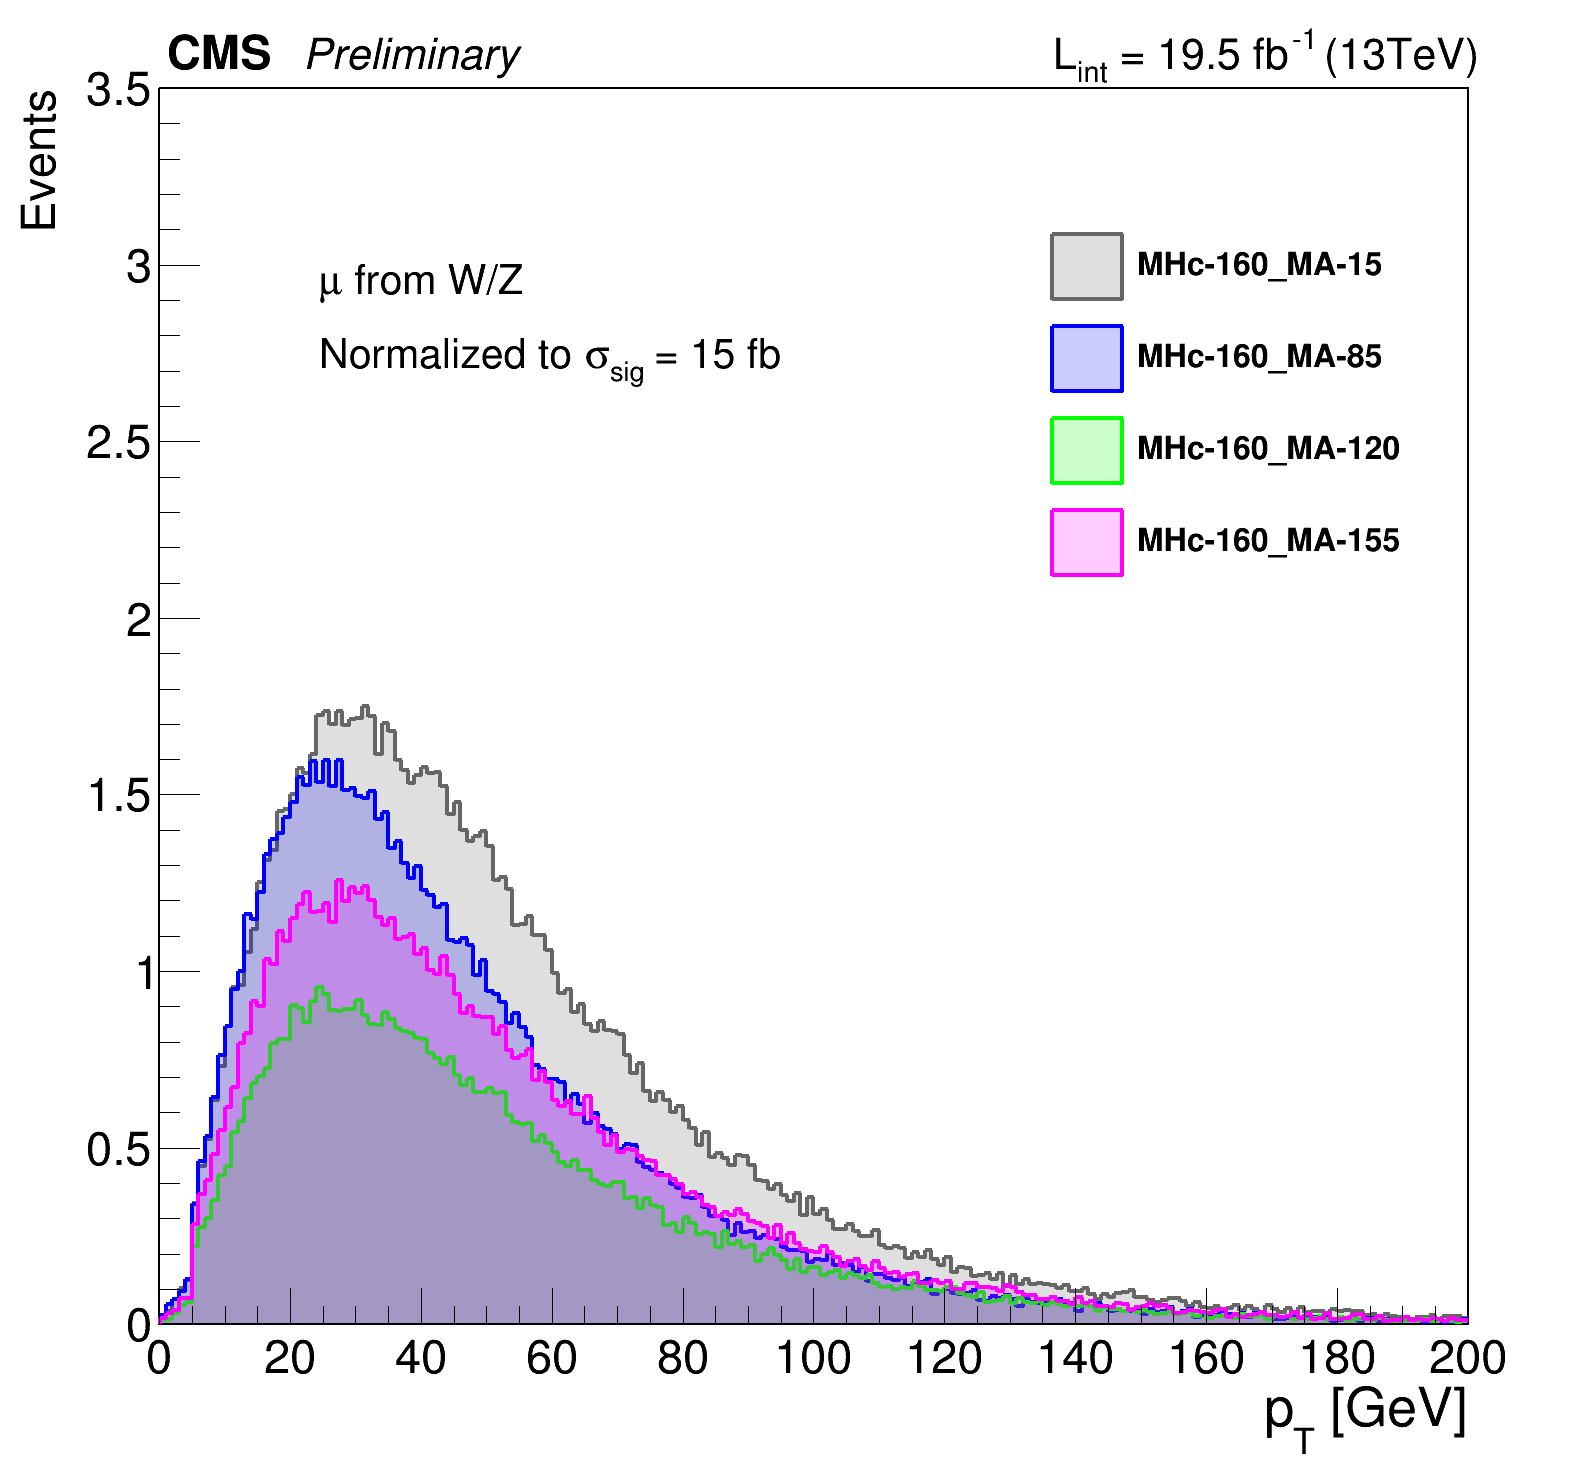 CMS Preliminary L_int = 19.5 fb^-1 (13TeV)
Events
3.5
3
2.5
2
1.5
1
0.5
0
μ from W/Z
Normalized to σ_sig = 15 fb
MHc-160_MA-15
MHc-160_MA-85
MHc-160_MA-120
MHc-160_MA-155
0 20 40 60 80 100 120 140 160 180 200
p_T [GeV]